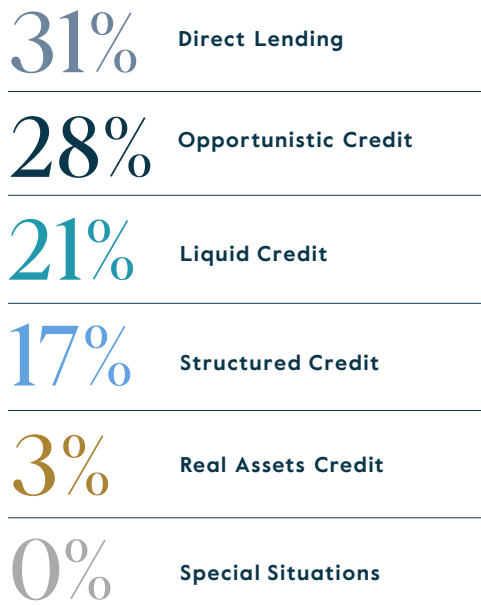 31% Direct Lending
28% Opportunistic Credit
21% Liquid Credit
17% Structured Credit
3% Real Assets Credit
0% Special Situations